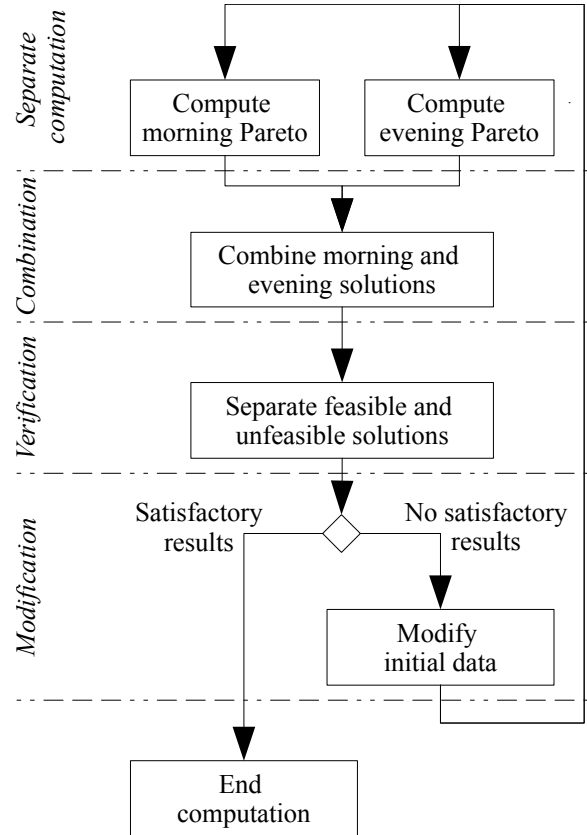 Separate
computation
Compute
morning Pareto
Compute
evening Pareto
Combination
Combine morning and
evening solutions
Verification
Separate feasible and
unfeasible solutions
Modification
Satisfactory
results
No satisfactory
results
Modify
initial data
End
computation